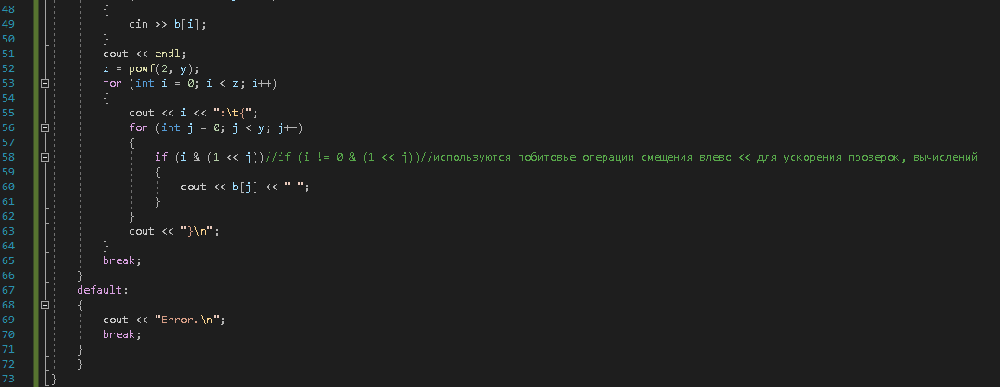 48 {
49 cin >> b[i];
50 }
51 cout << endl;
52 z = powf(2, y);
53 for (int i = 0; i < z; i++)
54 {
55 cout << i << ":\t{";
56 for (int j = 0; j < y; j++)
57 {
58 if (i & (1 << j))//if (i != 0 & (1 << j))//используются побитовые операции смещения влево << для ускорения проверок, вычислений
59 {
60 cout << b[j] << " ";
61 }
62 }
63 cout << "}\n";
64 }
65 break;
66 }
67 default:
68 {
69 cout << "Error.\n";
70 break;
71 }
72 }
73 }